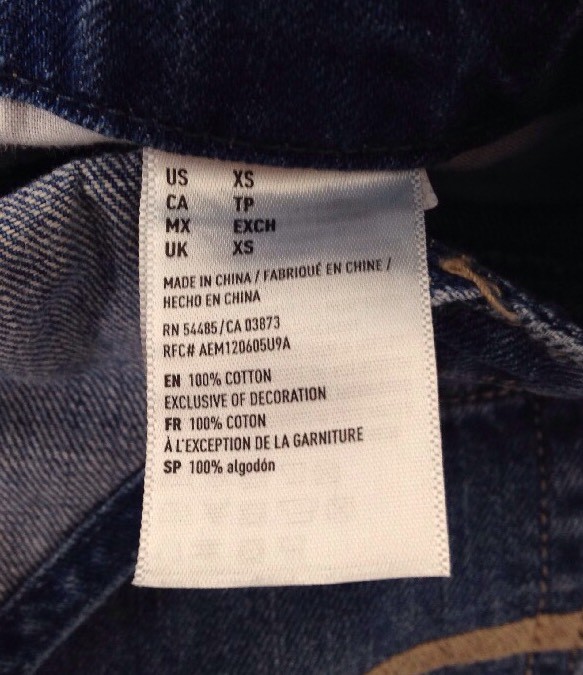 US XS
CA TP
MX EXCH
UK XS
MADE IN CHINA / FABRIQUÉ EN CHINE /
HECHO EN CHINA
RN 54485/CA 03873
RFC# AEM120605U9A
EN 100% COTTON
EXCLUSIVE OF DECORATION
FR 100% COTON
À L'EXCEPTION DE LA GARNITURE
SP 100% algodón